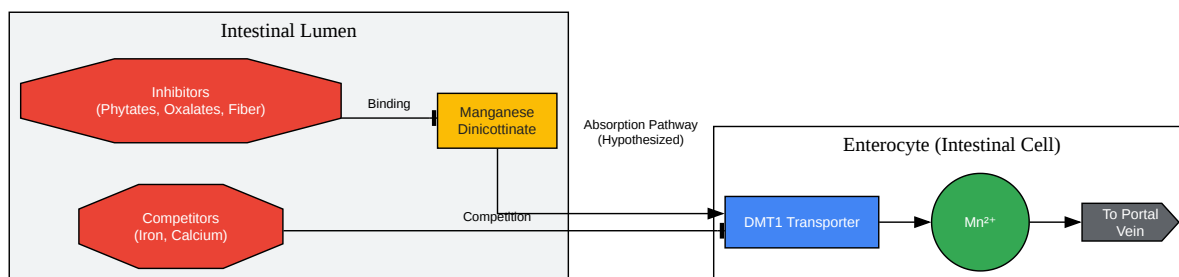 Intestinal Lumen
Inhibitors
(Phytates, Oxalates, Fiber)
Binding
Manganese
Dinicottinate
Absorption Pathway
(Hypothesized)
Enterocyte (Intestinal Cell)
Competitors
(Iron, Calcium)
Competition
DMT1 Transporter
Mn²⁺
To Portal
Vein